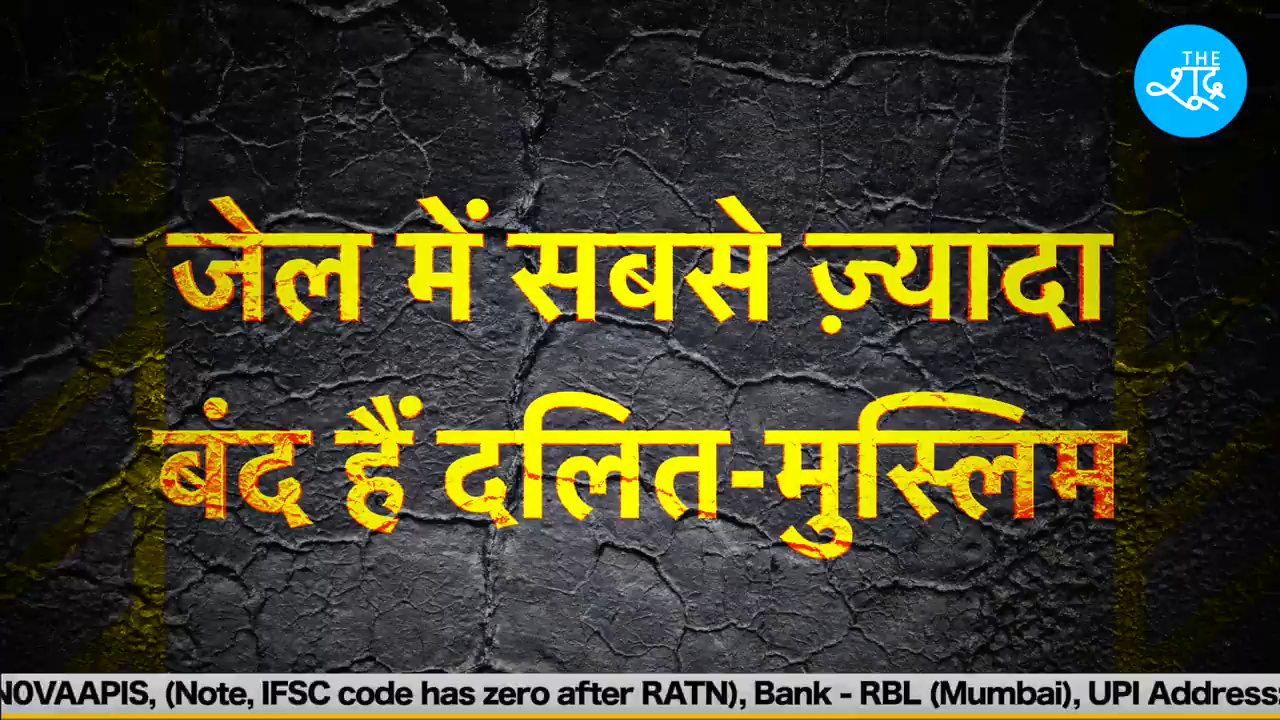 THE
शूद्र
जेल में सबसे ज़्यादा
बंद हैं दलित-मुस्लिम
N0VAAPIS, (Note, IFSC code has zero after RATN), Bank - RBL (Mumbai), UPI Address: